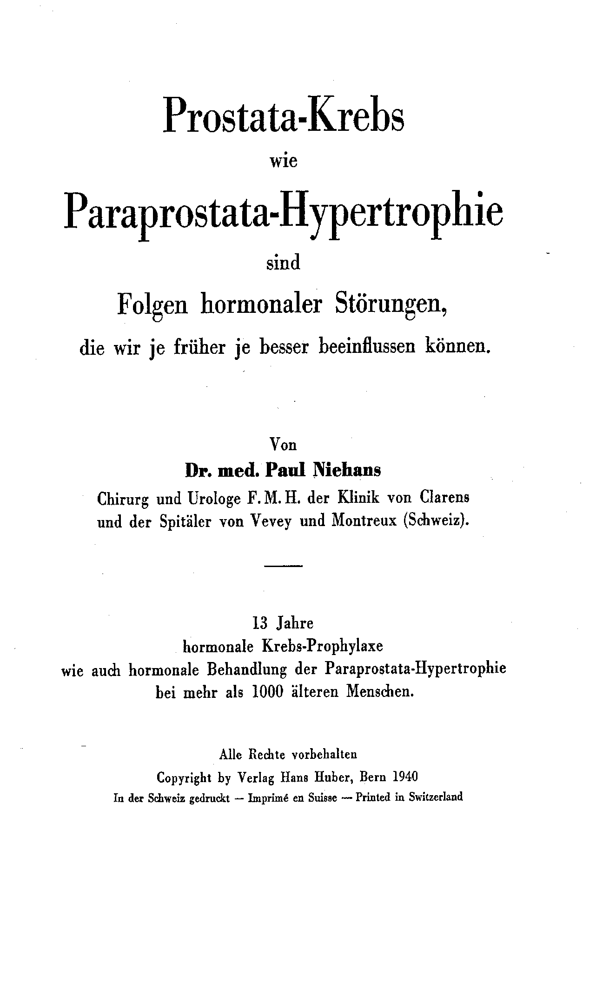 Prostata-Krebs
wie
Paraprostata-Hypertrophie
sind
Folgen hormonaler Störungen,
die wir je früher je besser beeinflussen können.
Von
Dr. med. Paul Niehans
Chirurg und Urologe F. M. H. der Klinik von Clarens
und der Spitäler von Vevey und Montreux (Schweiz).
13 Jahre
hormonale Krebs-Prophylaxe
wie auch hormonale Behandlung der Paraprostata-Hypertrophie
bei mehr als 1000 älteren Menschen.
Alle Rechte vorbehalten
Copyright by Verlag Hans Huber, Bern 1940
In der Schweiz gedruckt — Imprimé en Suisse — Printed in Switzerland